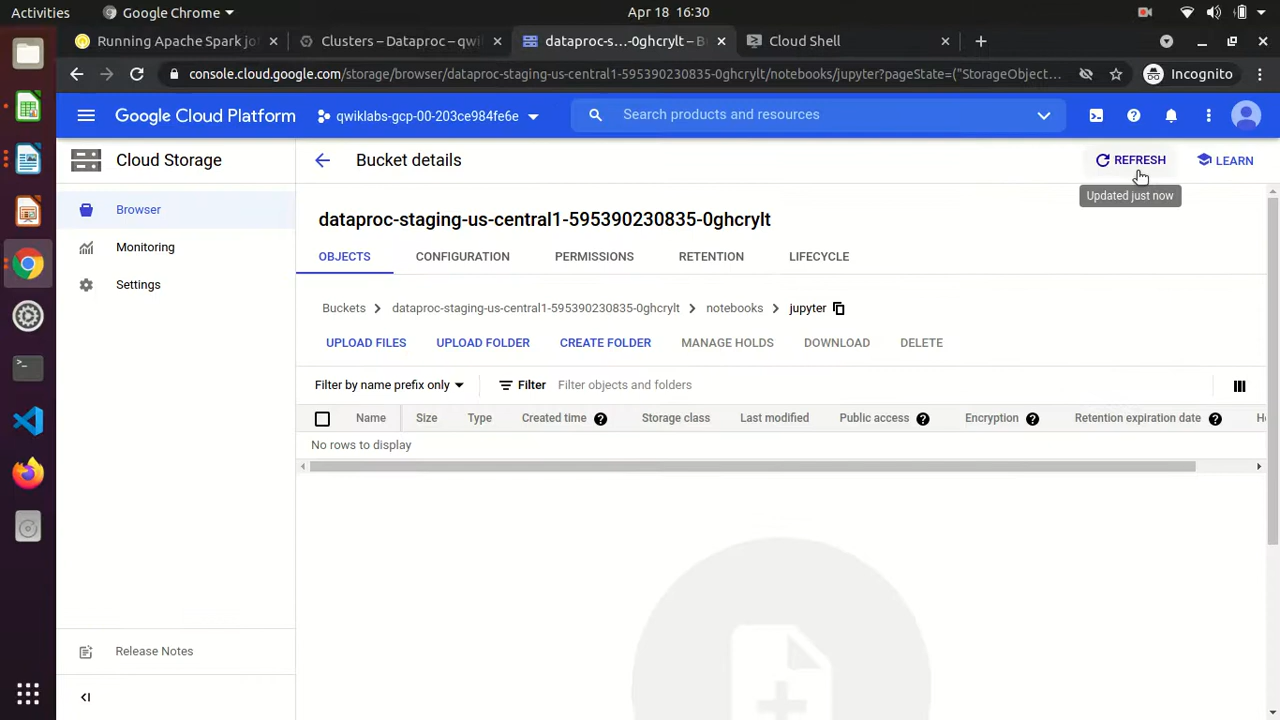 Activities Google Chrome Apr 18 16:30
Running Apache Spark jo Clusters – Dataproc – qwi dataproc-s...-0ghcrylt – B Cloud Shell
console.cloud.google.com/storage/browser/dataproc-staging-us-central1-595390230835-0ghcrylt/notebooks/jupyter?pageState=("StorageObject... Incognito
Google Cloud Platform qwiklabs-gcp-00-203ce984fe6e Search products and resources
Cloud Storage Bucket details REFRESH LEARN
Updated just now
Browser
Monitoring
Settings
Release Notes
dataproc-staging-us-central1-595390230835-0ghcrylt
OBJECTS CONFIGURATION PERMISSIONS RETENTION LIFECYCLE
Buckets dataproc-staging-us-central1-595390230835-0ghcrylt notebooks jupyter
UPLOAD FILES UPLOAD FOLDER CREATE FOLDER MANAGE HOLDS DOWNLOAD DELETE
Filter by name prefix only Filter Filter objects and folders
Name Size Type Created time Storage class Last modified Public access Encryption Retention expiration date
No rows to display